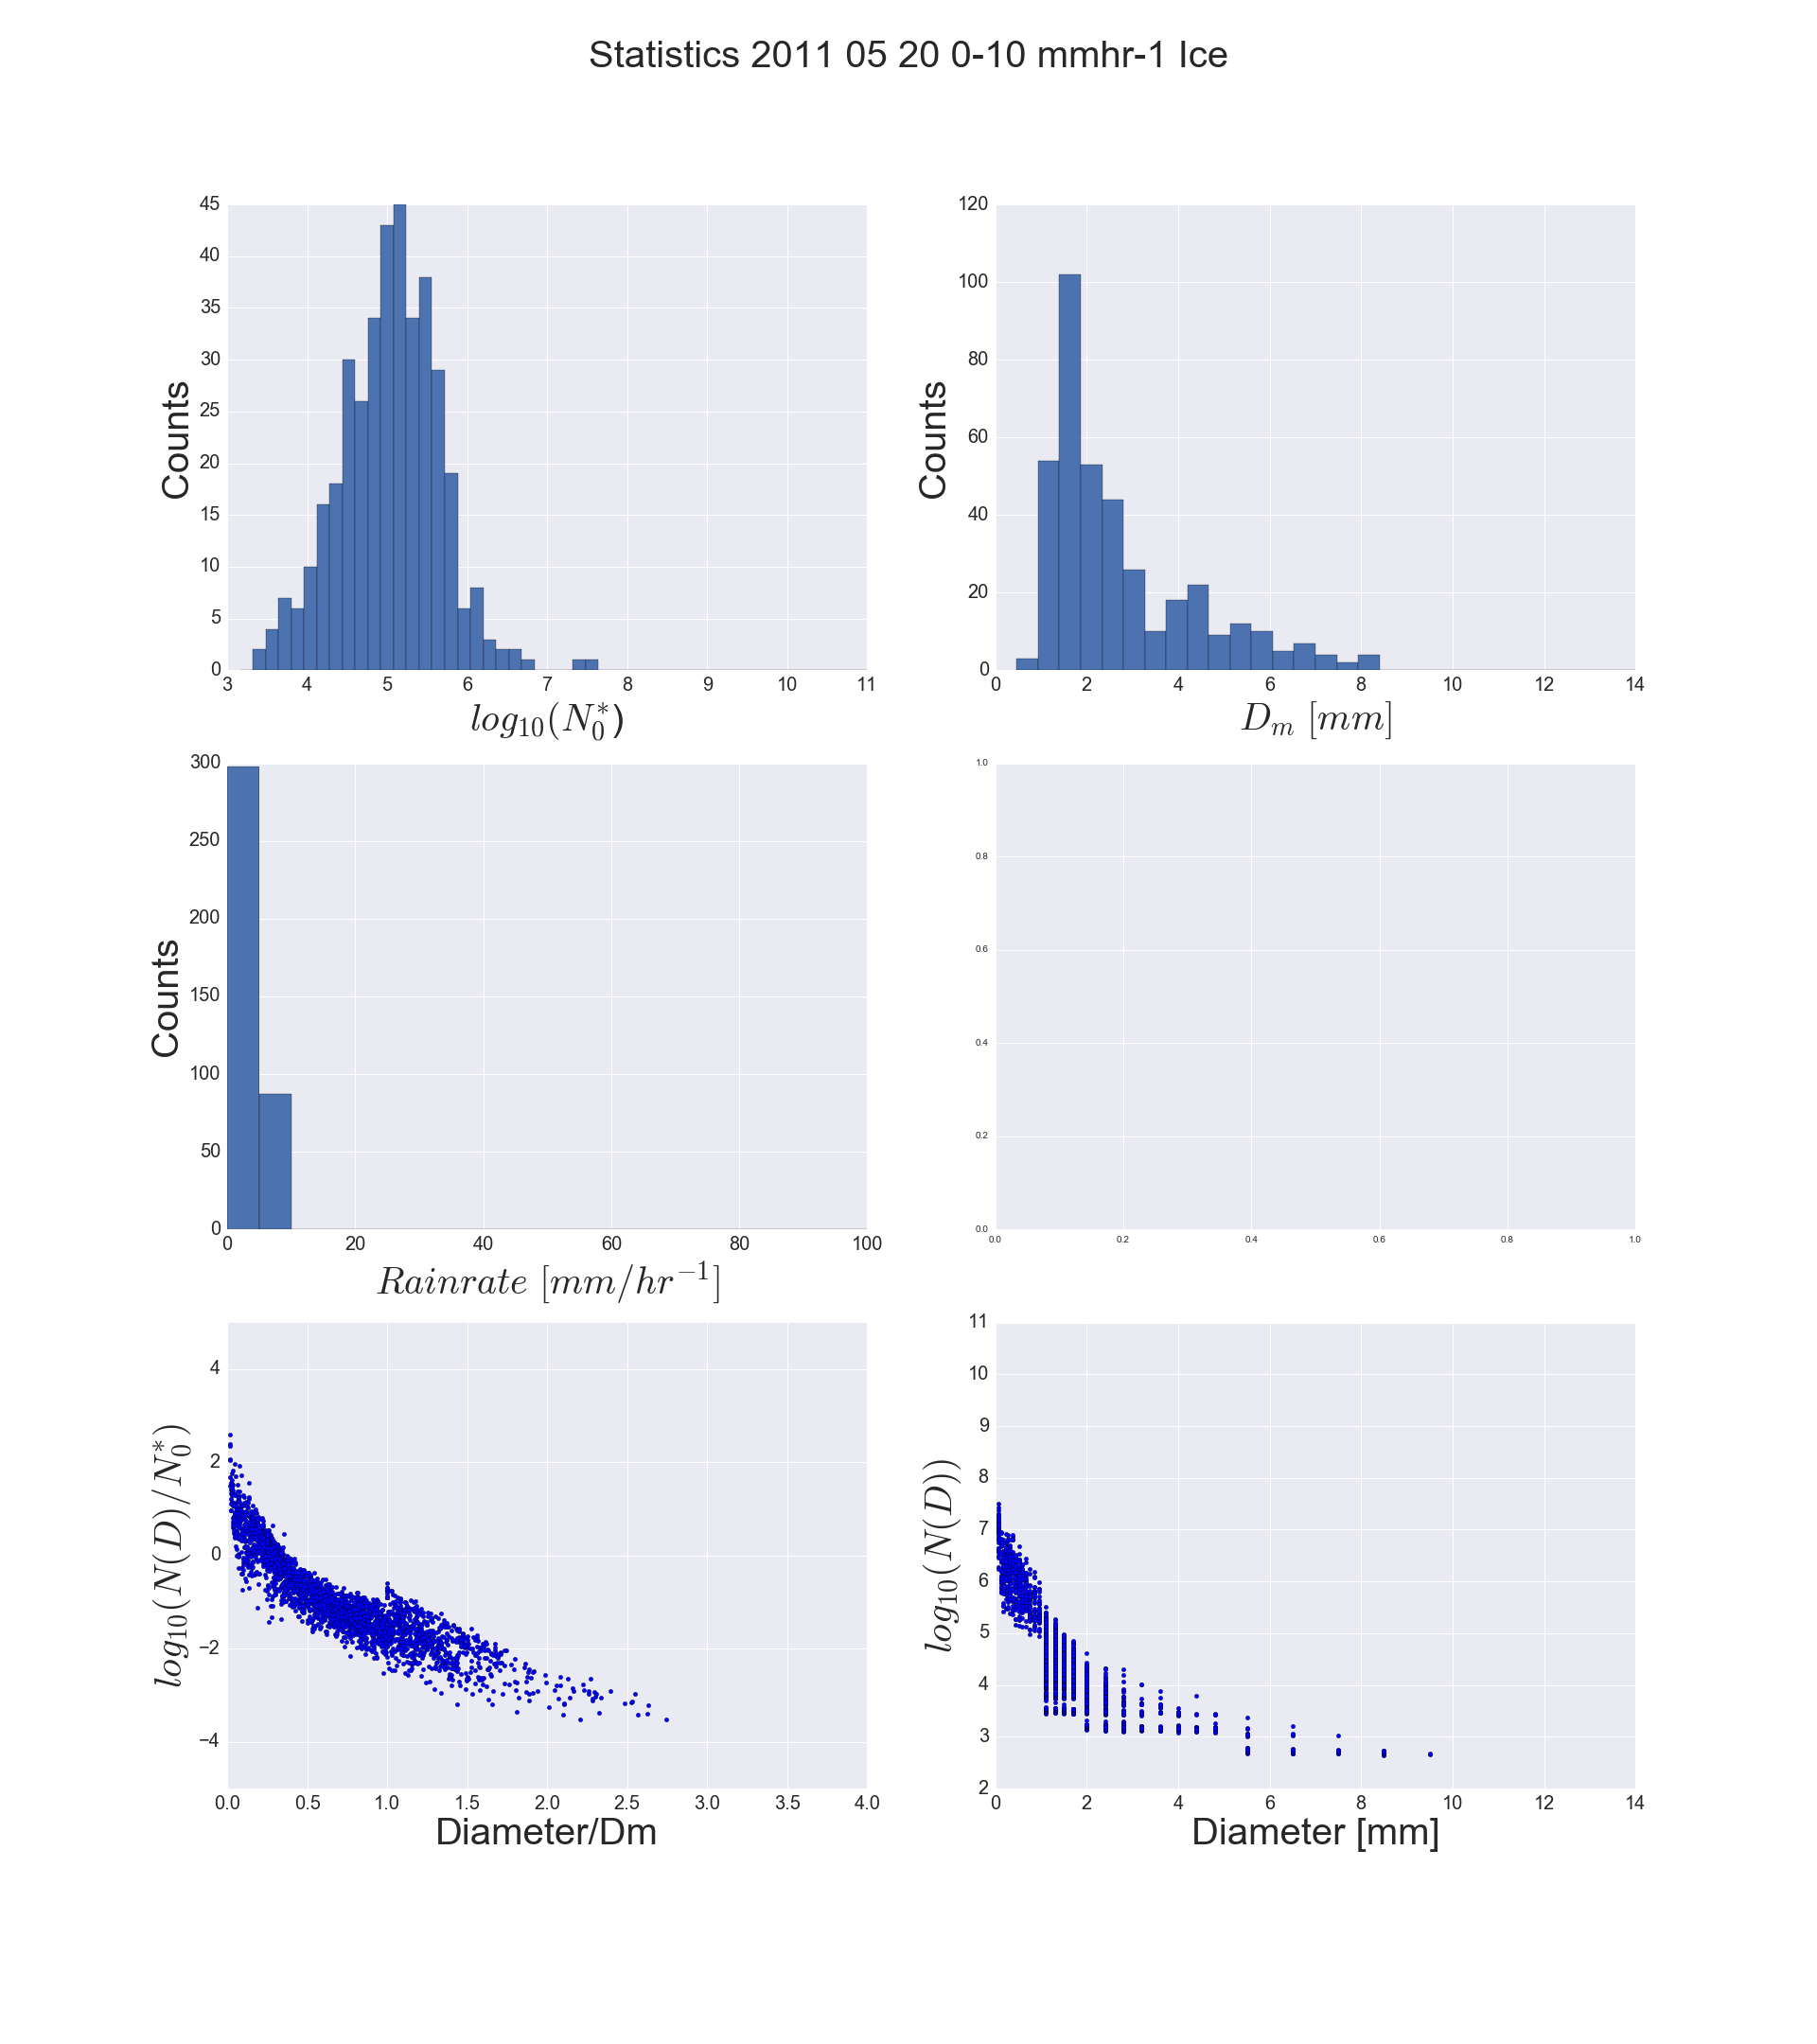 Statistics 2011 05 20 0-10 mmhr-1 Ice
45
40
35
30
25
20
15
10
5
0
Counts
3 4 5 6 7 8 9 10 11
log₁₀(N₀*)
120
100
80
60
40
20
0
Counts
0 2 4 6 8 10 12 14
Dₘ [mm]
300
250
200
150
100
50
0
Counts
0 20 40 60 80 100
Rainrate [mm/hr⁻¹]
1.0
0.8
0.6
0.4
0.2
0.0
0.0 0.2 0.4 0.6 0.8 1.0
4
2
0
−2
−4
log₁₀(N(D)/N₀*)
0.0 0.5 1.0 1.5 2.0 2.5 3.0 3.5 4.0
Diameter/Dm
11
10
9
8
7
6
5
4
3
2
log₁₀(N(D))
0 2 4 6 8 10 12 14
Diameter [mm]